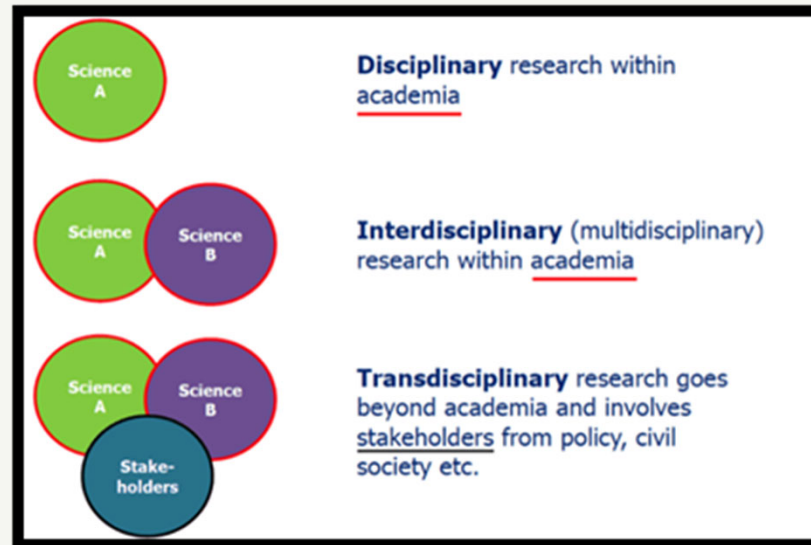 Science
A
Disciplinary research within
academia
Science
A
Science
B
Interdisciplinary (multidisciplinary)
research within academia
Science
A
Science
B
Stake-
holders
Transdisciplinary research goes
beyond academia and involves
stakeholders from policy, civil
society etc.